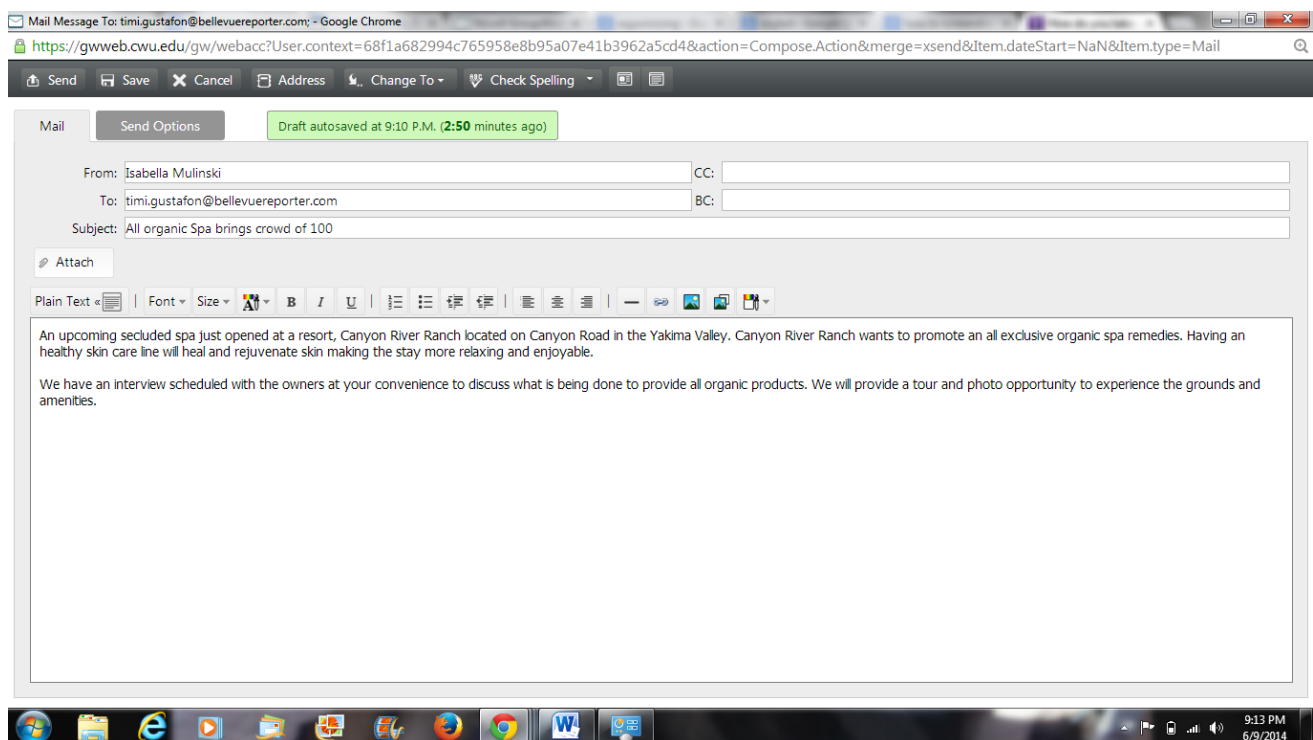 Mail Message To: timi.gustafon@bellevuereporter.com; - Google Chrome
https://gwweb.cwu.edu/gw/webacc?User.context=68f1a682994c765958e8b95a07e41b3962a5cd4&action=Compose.Action&merge=xsend&Item.dateStart=NaN&Item.type=Mail
Send Save Cancel Address Change To Check Spelling
Mail Send Options Draft autosaved at 9:10 P.M. (2:50 minutes ago)
From: Isabella Mulinski CC:
To: timi.gustafon@bellevuereporter.com BC:
Subject: All organic Spa brings crowd of 100
Attach
Plain Text « Font Size B I U
An upcoming secluded spa just opened at a resort, Canyon River Ranch located on Canyon Road in the Yakima Valley. Canyon River Ranch wants to promote an all exclusive organic spa remedies. Having an
healthy skin care line will heal and rejuvenate skin making the stay more relaxing and enjoyable.
We have an interview scheduled with the owners at your convenience to discuss what is being done to provide all organic products. We will provide a tour and photo opportunity to experience the grounds and
amenities.
9:13 PM
6/9/2014